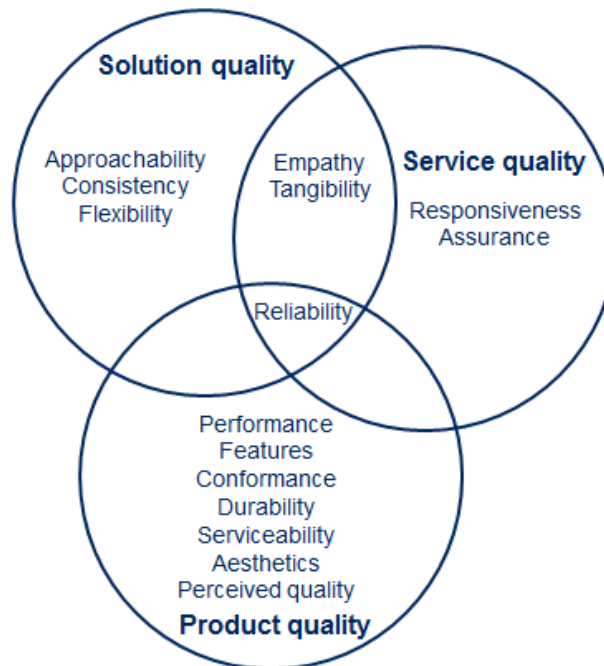 Solution quality
Approachability
Consistency
Flexibility
Empathy
Tangibility
Service quality
Responsiveness
Assurance
Reliability
Performance
Features
Conformance
Durability
Serviceability
Aesthetics
Perceived quality
Product quality